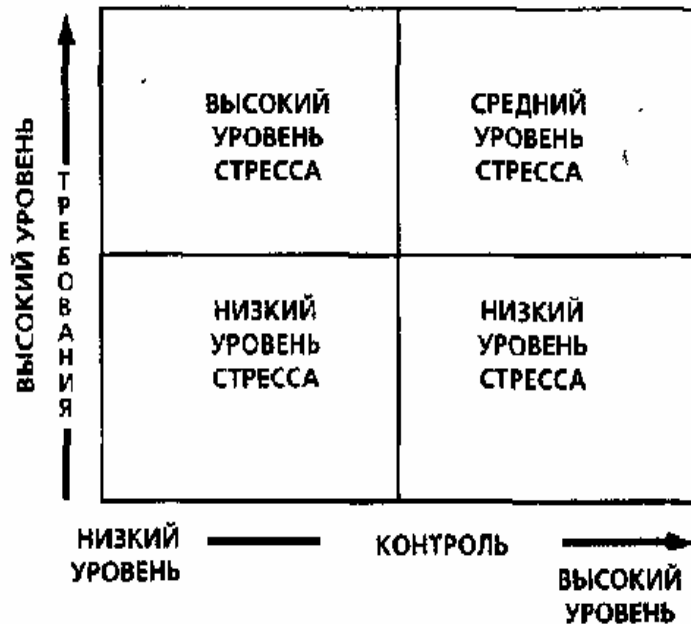 ВЫСОКИЙ УРОВЕНЬ
ТРЕБОВАНИЯ
ВЫСОКИЙ
УРОВЕНЬ
СТРЕССА
СРЕДНИЙ
УРОВЕНЬ
СТРЕССА
НИЗКИЙ
УРОВЕНЬ
СТРЕССА
НИЗКИЙ
УРОВЕНЬ
СТРЕССА
НИЗКИЙ
УРОВЕНЬ
КОНТРОЛЬ
ВЫСОКИЙ
УРОВЕНЬ